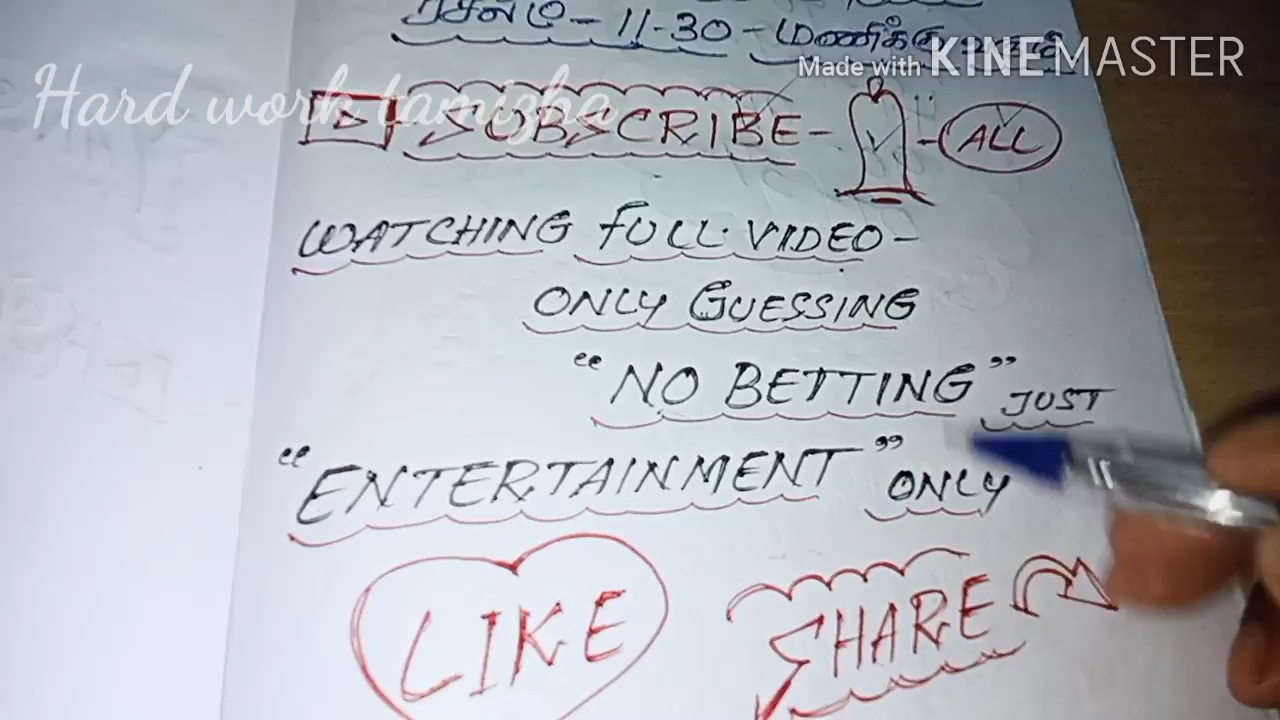 - 11-30 - மணிக்கு
Made with KINEMASTER
Hard work tamizha
SUBSCRIBE - ALL
WATCHING FULL VIDEO -
ONLY GUESSING
"NO BETTING" JUST
"ENTERTAINMENT" ONLY
LIKE SHARE